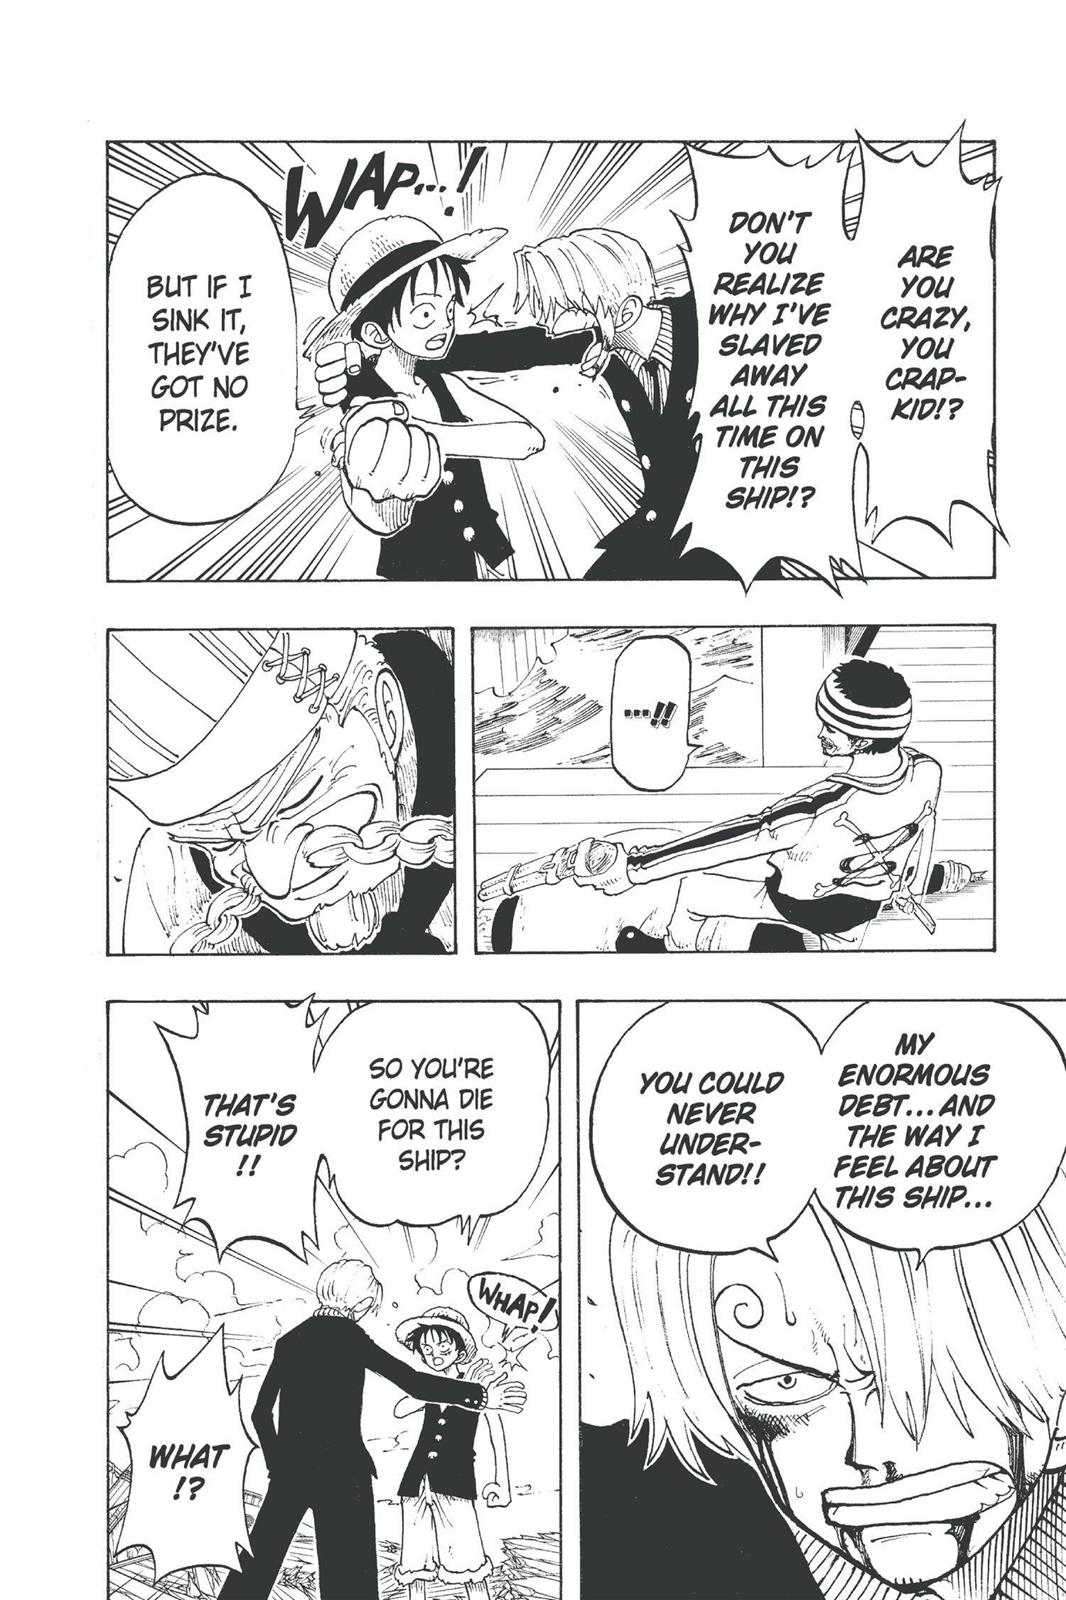 ARE
YOU
CRAZY,
YOU
CRAP-
KID!?
DON'T
YOU
REALIZE
WHY I'VE
SLAVED
AWAY
ALL THIS
TIME ON
THIS
SHIP!?
WAP...!
BUT IF I
SINK IT,
THEY'VE
GOT NO
PRIZE.
...!!
MY
ENORMOUS
DEBT...AND
THE WAY I
FEEL ABOUT
THIS SHIP...
YOU COULD
NEVER
UNDER-
STAND!!
SO YOU'RE
GONNA DIE
FOR THIS
SHIP?
THAT'S
STUPID
!!
WHAP!
WHAT
!?